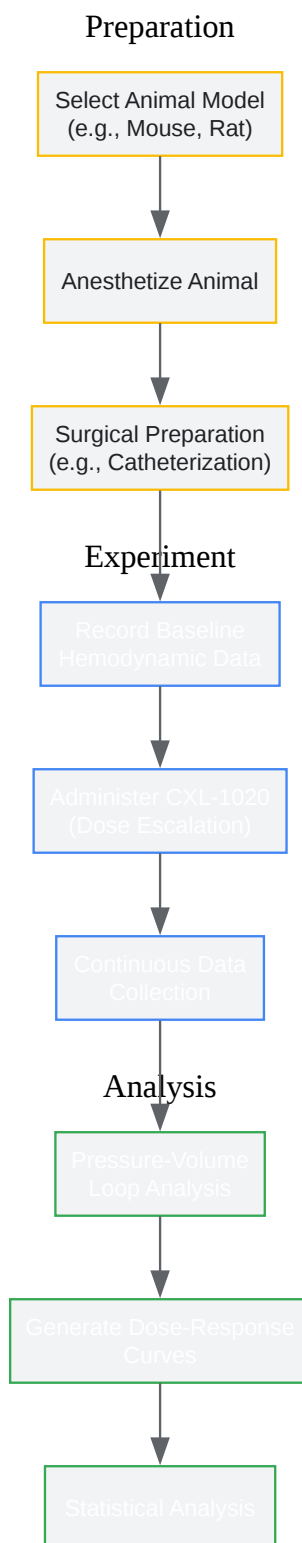 Preparation
Select Animal Model
(e.g., Mouse, Rat)
Anesthetize Animal
Surgical Preparation
(e.g., Catheterization)
Experiment
Record Baseline
Hemodynamic Data
Administer CXL-1020
(Dose Escalation)
Continuous Data
Collection
Analysis
Pressure-Volume
Loop Analysis
Generate Dose-Response
Curves
Statistical Analysis